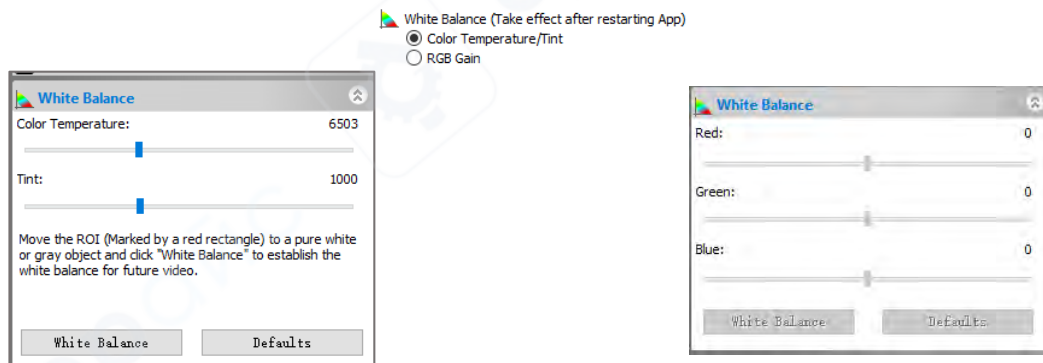 White Balance (Take effect after restarting App)
Color Temperature/Tint
RGB Gain
White Balance
Color Temperature: 6503
Tint: 1000
Move the ROI (Marked by a red rectangle) to a pure white
or gray object and click "White Balance" to establish the
white balance for future video.
White Balance Defaults
White Balance
Red: 0
Green: 0
Blue: 0
White Balance Defaults